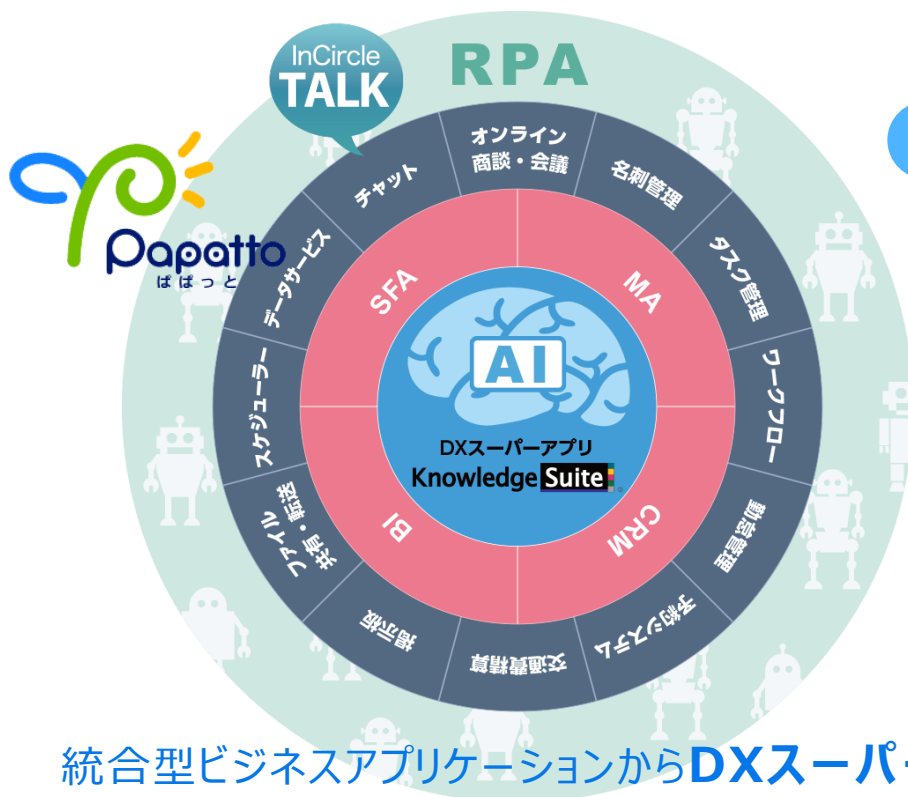 InCircle
TALK
RPA
Papatto
ぱぱっと
チャット
オンライン
商談・会議
名刺管理
タスク管理
ワークフロー
勤怠管理
予約システム
交通費精算
掲示板
ファイル
共有・転送
スケジューラー
データサービス
SFA
MA
CRM
BI
AI
DXスーパーアプリ
Knowledge Suite
統合型ビジネスアプリケーションからDXスーパー